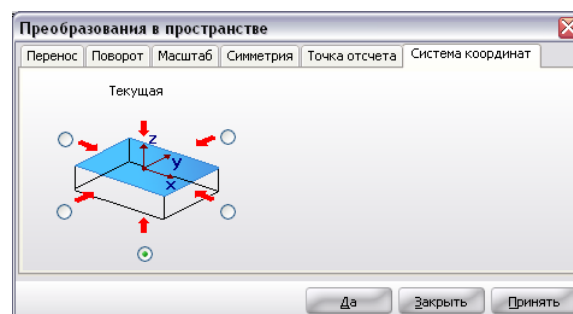 Преобразования в пространстве
Перенос Поворот Масштаб Симметрия Точка отсчета Система координат
Текущая
z
y
x
Да Закрыть Принять